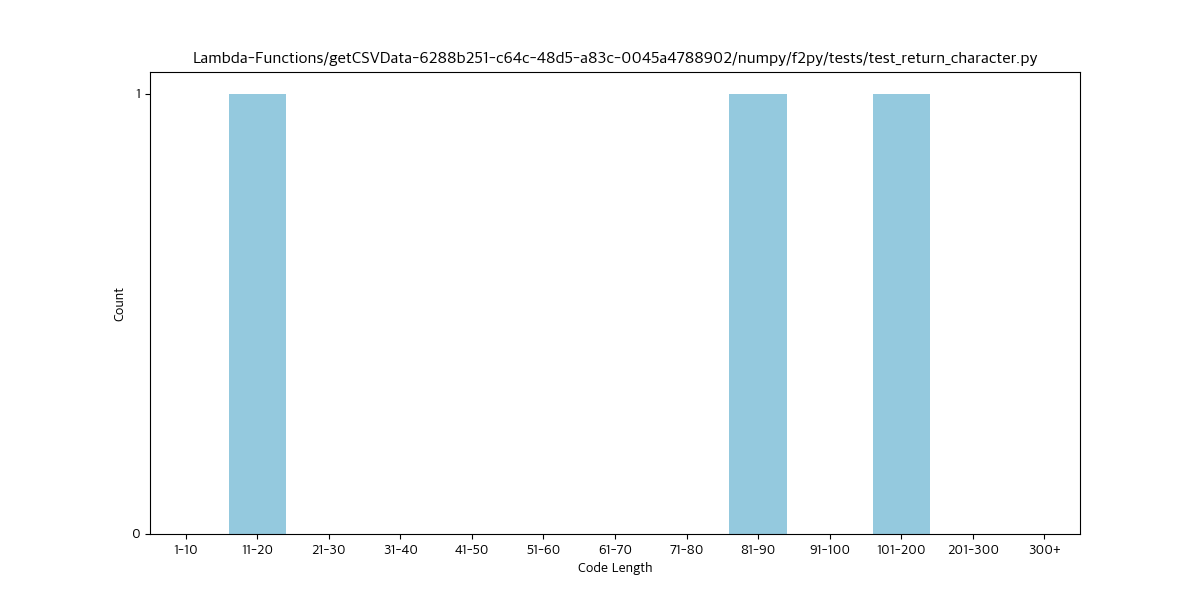 Lambda-Functions/getCSVData-6288b251-c64c-48d5-a83c-0045a4788902/numpy/f2py/tests/test_return_character.py
1
Count
0
1-10 11-20 21-30 31-40 41-50 51-60 61-70 71-80 81-90 91-100 101-200 201-300 300+
Code Length